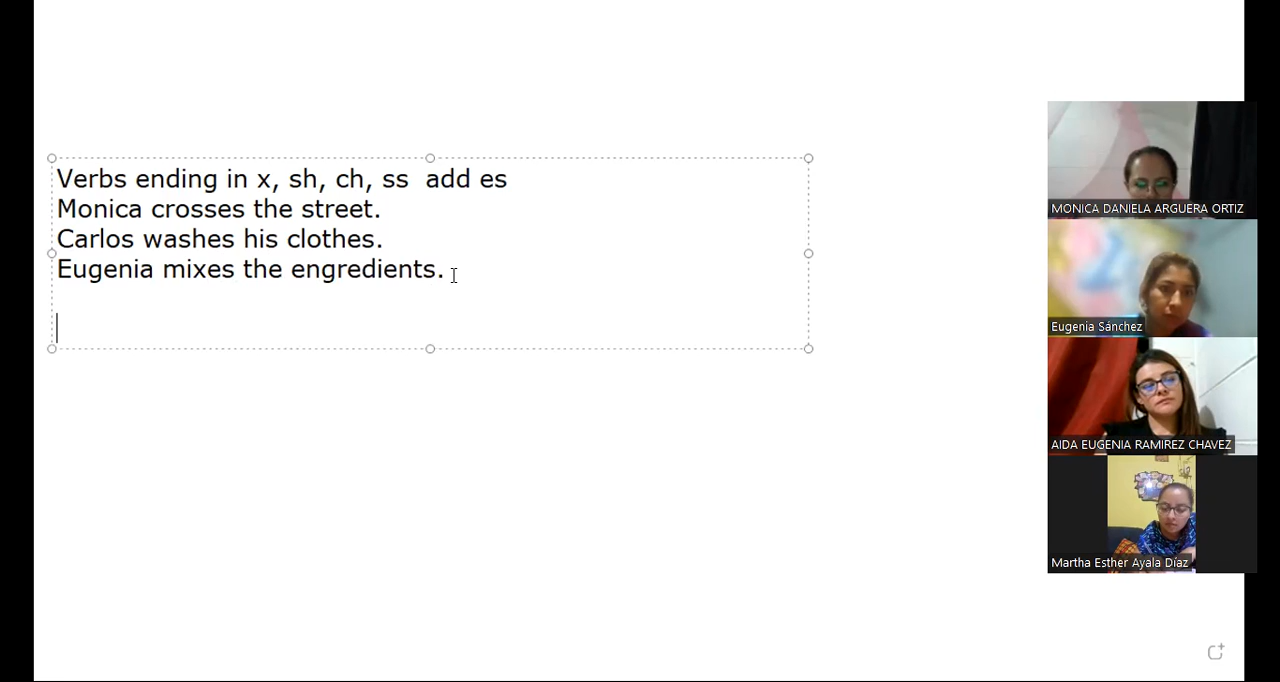 Verbs ending in x, sh, ch, ss  add es
Monica crosses the street.
Carlos washes his clothes.
Eugenia mixes the engredients.
MONICA DANIELA ARGUERA ORTIZ
Eugenia Sánchez
AIDA EUGENIA RAMIREZ CHAVEZ
Martha Esther Ayala Díaz